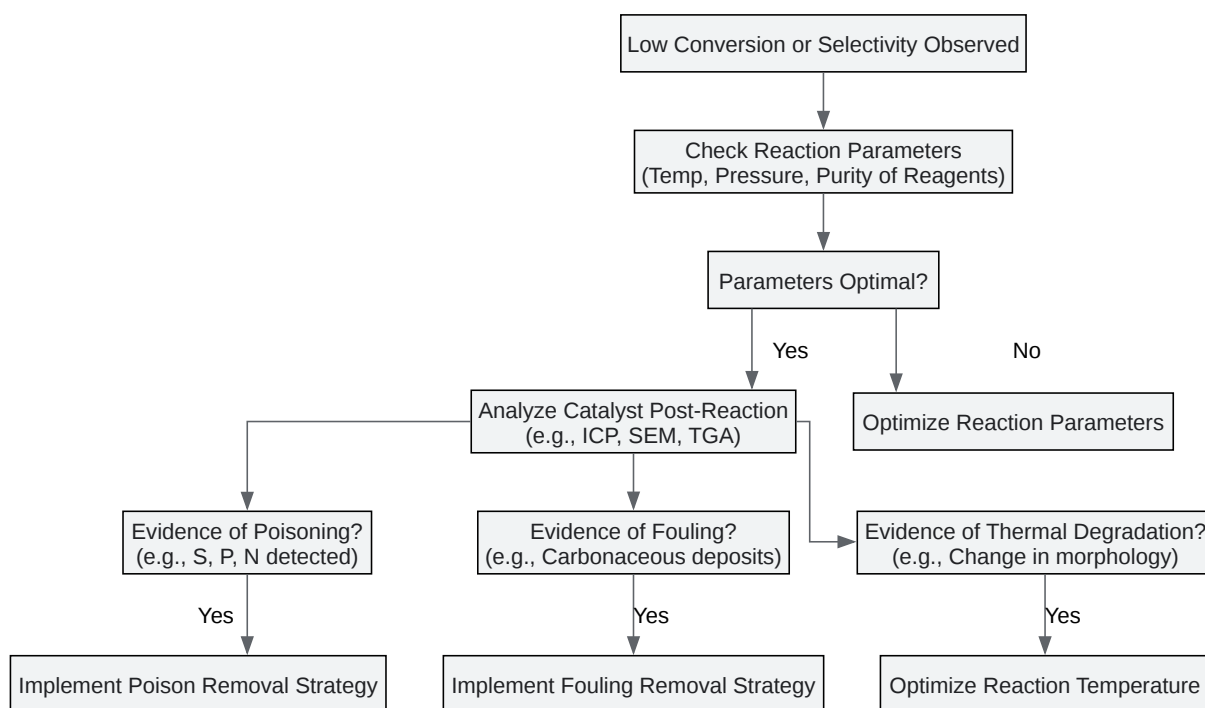 Low Conversion or Selectivity Observed
Check Reaction Parameters
(Temp, Pressure, Purity of Reagents)
Parameters Optimal?
Yes
No
Analyze Catalyst Post-Reaction
(e.g., ICP, SEM, TGA)
Optimize Reaction Parameters
Evidence of Poisoning?
(e.g., S, P, N detected)
Evidence of Fouling?
(e.g., Carbonaceous deposits)
Evidence of Thermal Degradation?
(e.g., Change in morphology)
Yes
Yes
Yes
Implement Poison Removal Strategy
Implement Fouling Removal Strategy
Optimize Reaction Temperature